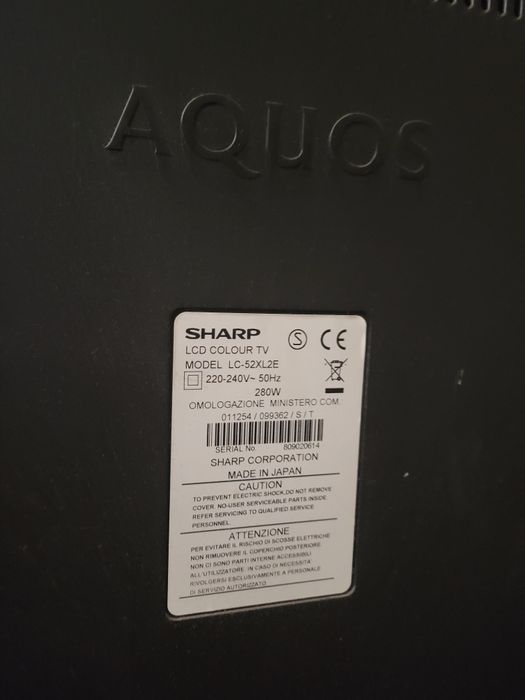 AQUOS
SHARP
LCD COLOUR TV
MODEL LC-52XL2E
220-240V~ 50Hz
280W
OMOLOGAZIONE MINISTERO COM.
011254 / 099362 / S / T
SERIAL No. 809020614
SHARP CORPORATION
MADE IN JAPAN
CAUTION
TO PREVENT ELECTRIC SHOCK,DO NOT REMOVE
COVER. NO-USER SERVICEABLE PARTS INSIDE
REFER SERVICING TO QUALIFIED SERVICE
PERSONNEL.
ATTENZIONE
PER EVITARE IL RISCHIO DI SCOSSE ELETTRICHE
NON RIMUOVERE IL COPERCHIO POSTERIORE.
NON CI SONO PARTI INTERNE ACCESSIBILI
ALL'UTILIZZATORE. IN CASO DI NECESSITÀ
RIVOLGERSI ESCLUSIVAMENTE A PERSONALE
DI SERVIZIO AUTORIZZATO.
S
CE